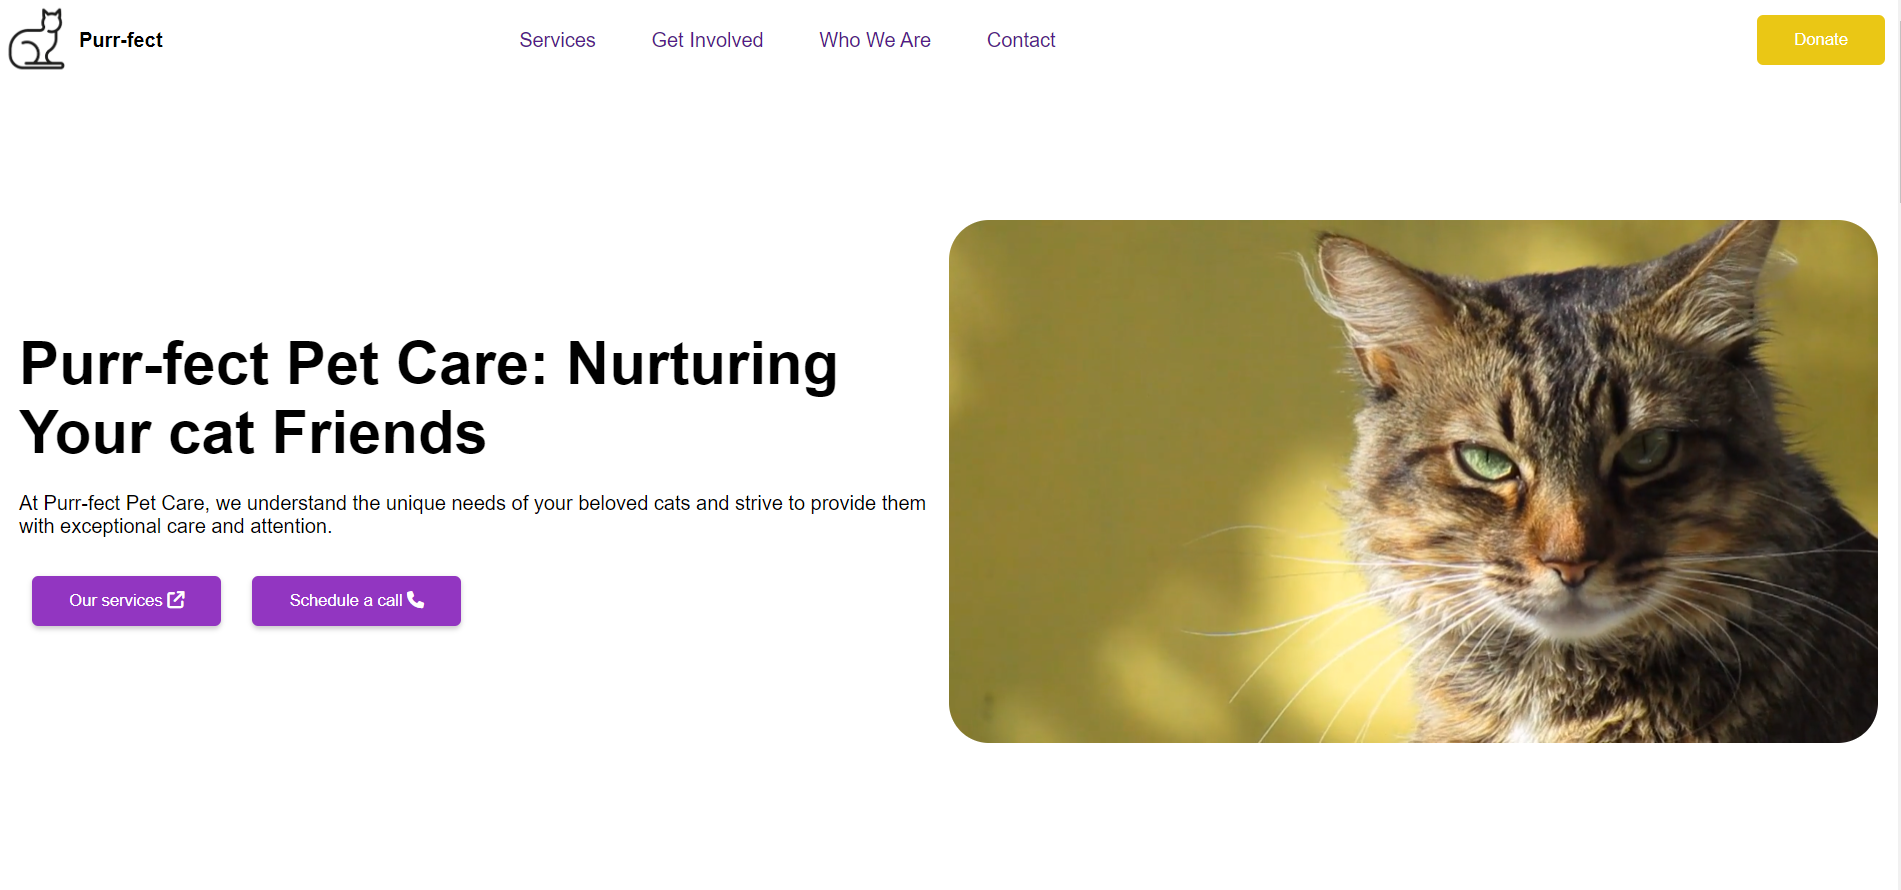 Purr-fect
Services
Get Involved
Who We Are
Contact
Donate
Purr-fect Pet Care: Nurturing
Your cat Friends
At Purr-fect Pet Care, we understand the unique needs of your beloved cats and strive to provide them
with exceptional care and attention.
Our services
Schedule a call